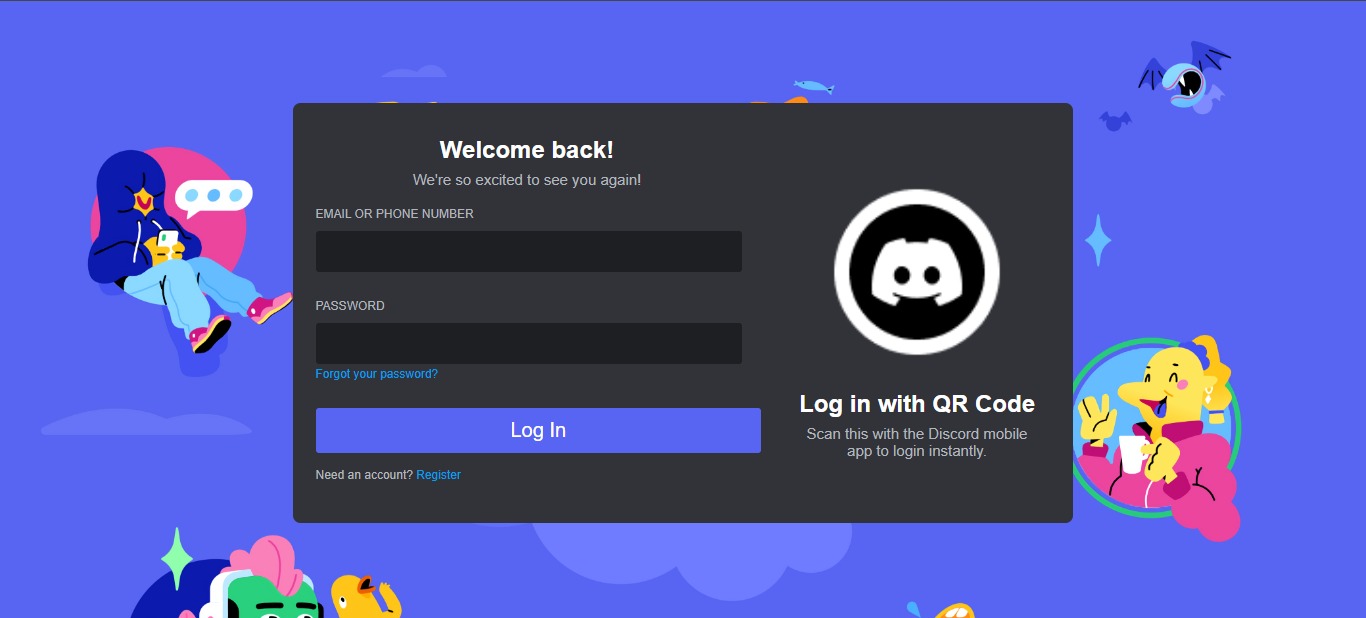 Welcome back!
We're so excited to see you again!
EMAIL OR PHONE NUMBER
PASSWORD
Forgot your password?
Log In
Need an account? Register
Log in with QR Code
Scan this with the Discord mobile
app to login instantly.